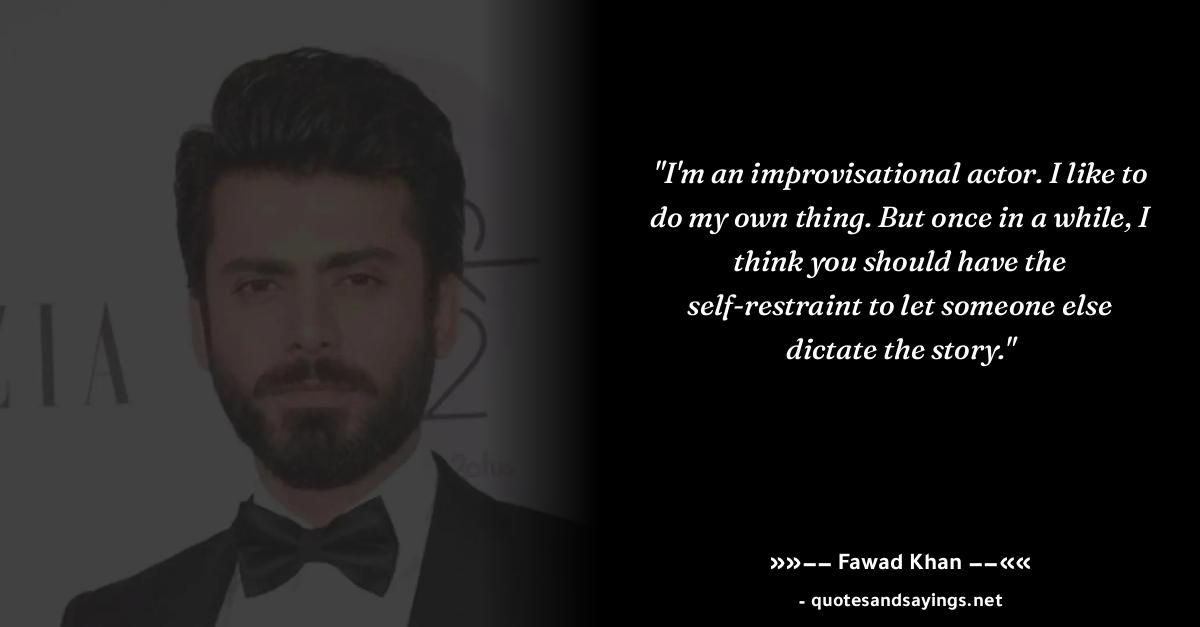 "I'm an improvisational actor. I like to
do my own thing. But once in a while, I
think you should have the
self-restraint to let someone else
dictate the story."
»»−− Fawad Khan −−««
- quotesandsayings.net
ZIA